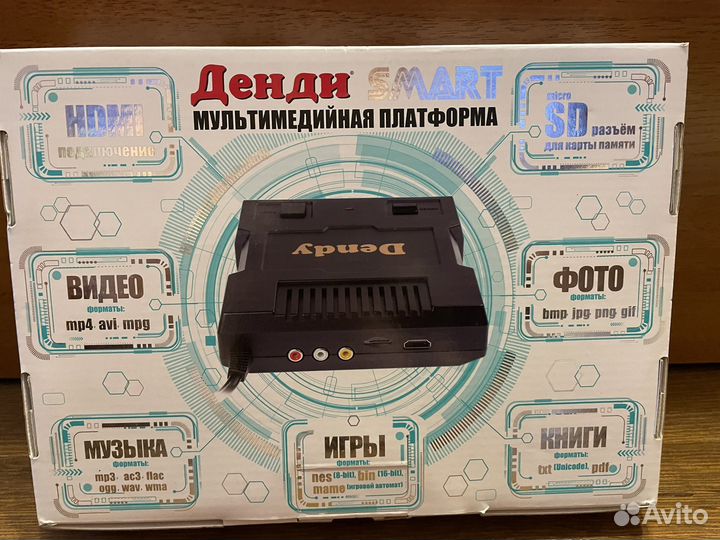 Денди SMART
МУЛЬТИМЕДИЙНАЯ ПЛАТФОРМА
HDMI
подключение
micro
SD разъём
для карты памяти
Dendy
ВИДЕО
форматы:
mp4, avi, mpg
ФОТО
форматы:
bmp, jpg, png, gif
МУЗЫКА
форматы:
mp3, ac3, flac
ogg, wav, wma
ИГРЫ
форматы:
nes (8-bit), bin (16-bit),
mame (игровой автомат)
КНИГИ
форматы:
txt (Unicode), pdf
Avito